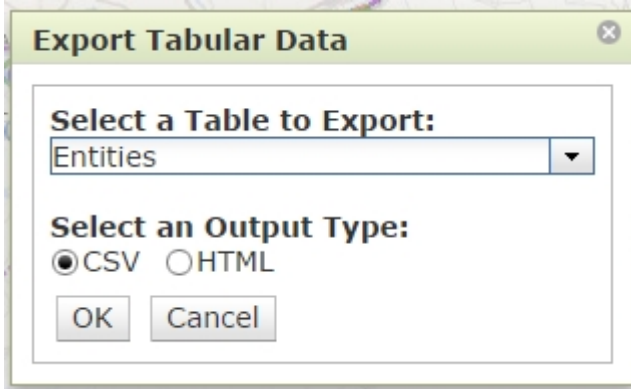 Export Tabular Data
Select a Table to Export:
Entities
Select an Output Type:
CSV HTML
OK Cancel